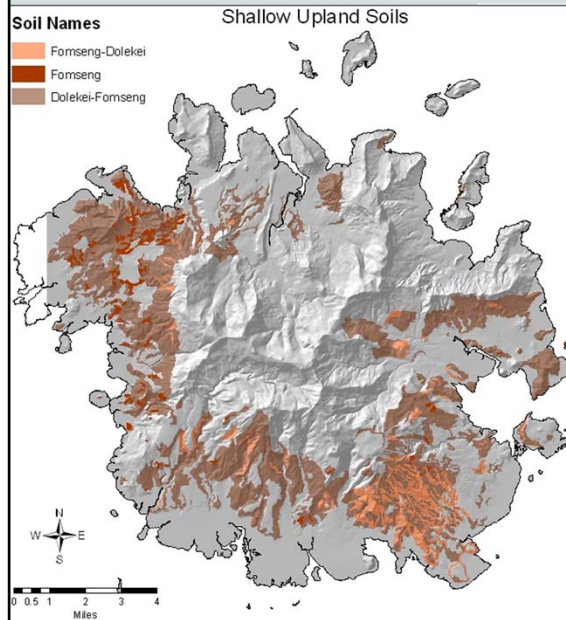 Shallow Upland Soils
Soil Names
Fomseng-Dolekei
Fomseng
Dolekei-Fomseng
N
W E
S
0 0.5 1 2 3 4
Miles